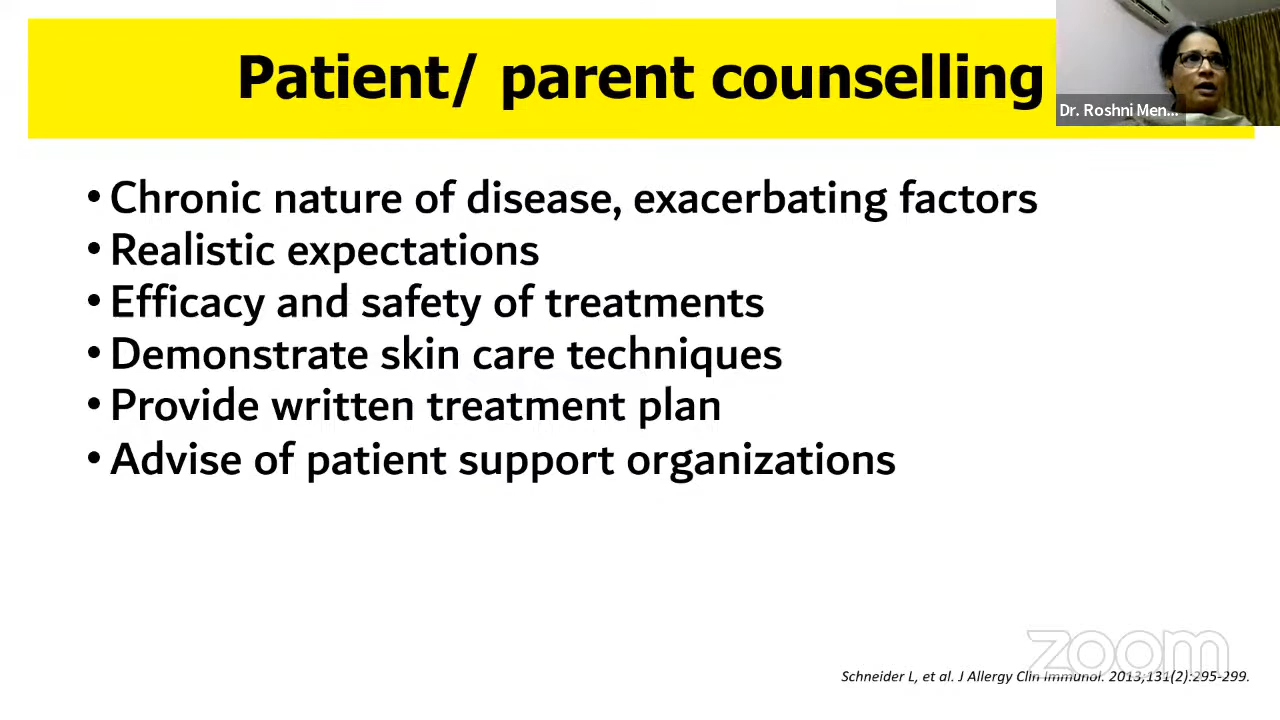 Patient/ parent counselling
Dr. Roshni Men...
• Chronic nature of disease, exacerbating factors
• Realistic expectations
• Efficacy and safety of treatments
• Demonstrate skin care techniques
• Provide written treatment plan
• Advise of patient support organizations
zoom
Schneider L, et al. J Allergy Clin Immunol. 2013;131(2):295-299.